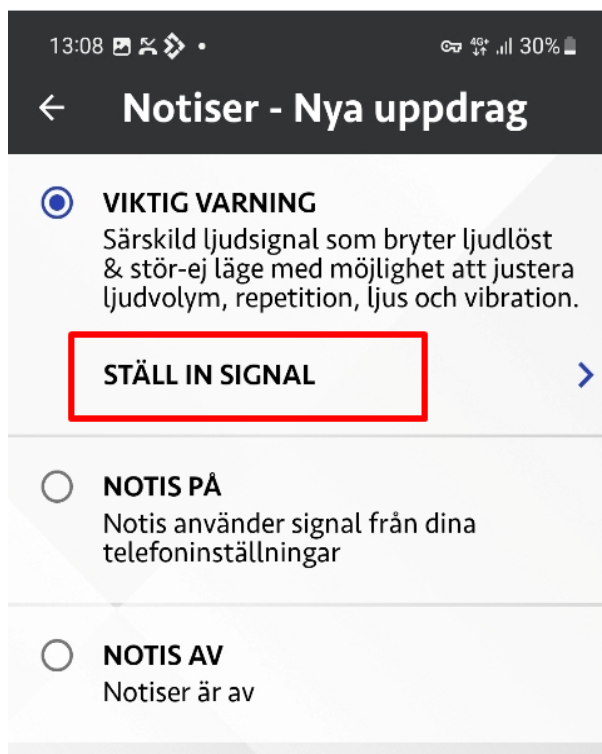 13:08
4G+ 30%
Notiser - Nya uppdrag
VIKTIG VARNING
Särskild ljudsignal som bryter ljudlöst
& stör-ej läge med möjlighet att justera
ljudvolym, repetition, ljus och vibration.
STÄLL IN SIGNAL
NOTIS PÅ
Notis använder signal från dina
telefoninställningar
NOTIS AV
Notiser är av